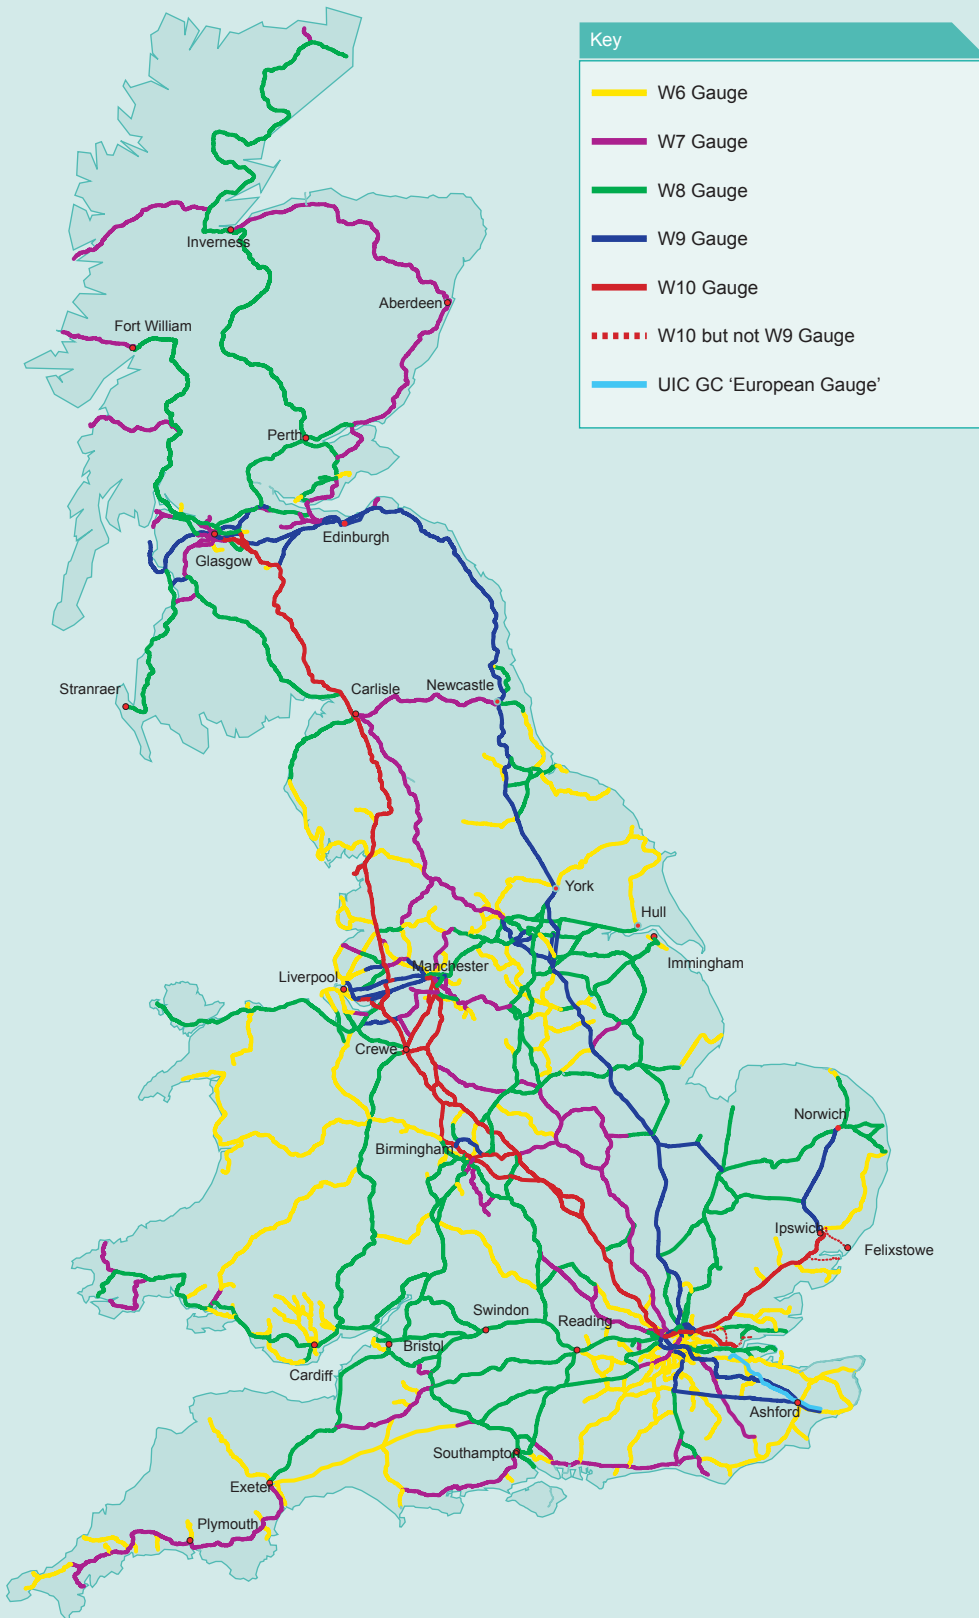 Key
W6 Gauge
W7 Gauge
W8 Gauge
W9 Gauge
W10 Gauge
W10 but not W9 Gauge
UIC GC ‘European Gauge’
Inverness
Aberdeen
Fort William
Perth
Edinburgh
Glasgow
Stranraer
Carlisle
Newcastle
York
Hull
Immingham
Manchester
Liverpool
Crewe
Norwich
Birmingham
Ipswich
Felixstowe
Swindon
Reading
Bristol
Cardiff
Ashford
Southampton
Exeter
Plymouth